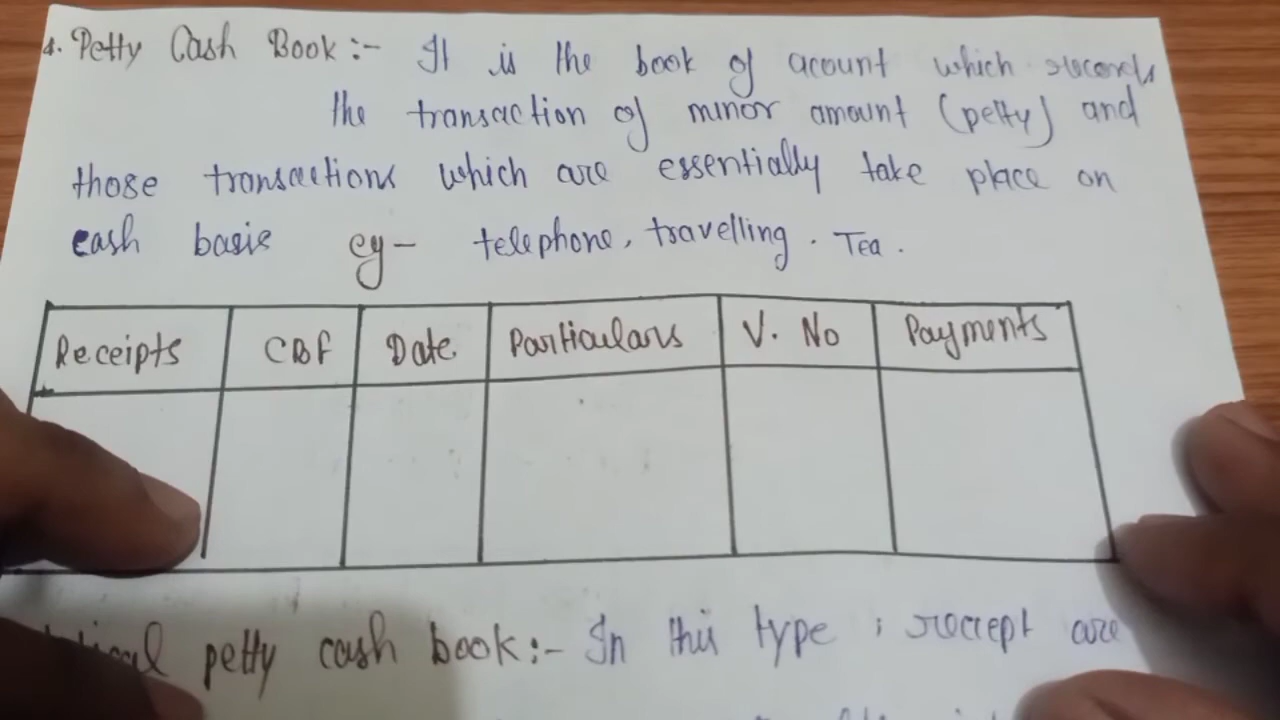 4. Petty Cash Book :- It is the book of acount which records
the transaction of minor amount (petty) and
those transactions which are essentially take place on
cash basis eg- telephone, travelling. Tea.
Receipts CBF Date Particulars V. No Payments
petty cash book :- In this type ; recept are